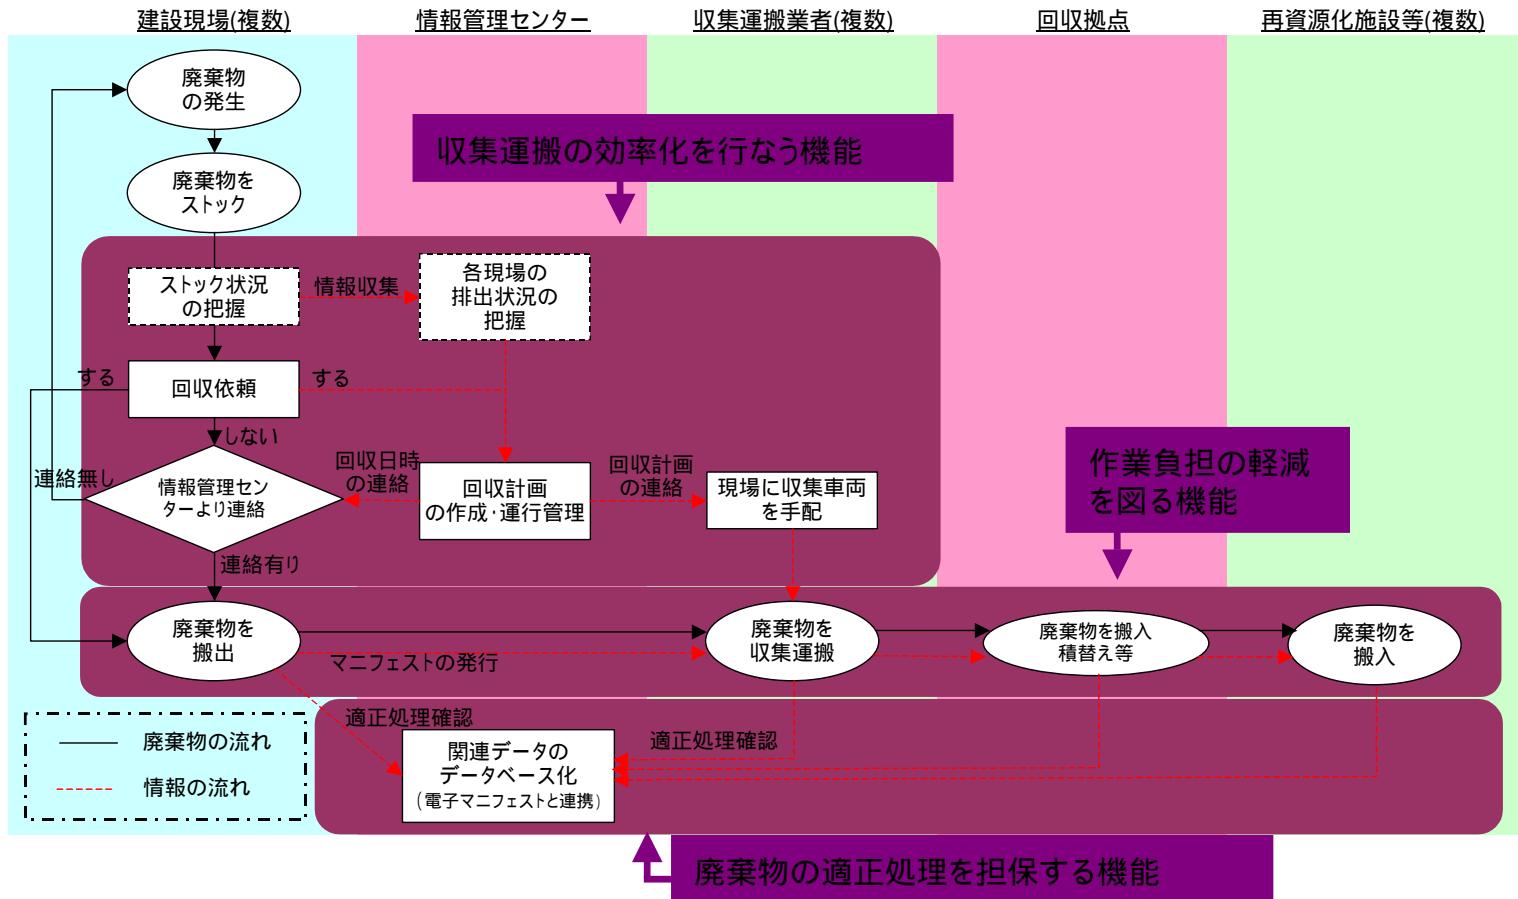 建設現場(複数)
情報管理センター
収集運搬業者(複数)
回収拠点
再資源化施設等(複数)
廃棄物
の発生
収集運搬の効率化を行なう機能
廃棄物を
ストック
ストック状況
の把握
情報収集
各現場の
排出状況の
把握
する
回収依頼
する
しない
連絡無し
情報管理セン
ターより連絡
回収日時
の連絡
回収計画
の作成・運行管理
回収計画
の連絡
現場に収集車両
を手配
作業負担の軽減
を図る機能
連絡有り
廃棄物を
搬出
マニフェストの発行
廃棄物を
収集運搬
廃棄物を搬入
積替え等
廃棄物を
搬入
廃棄物の流れ
情報の流れ
適正処理確認
関連データの
データベース化
(電子マニフェストと連携)
適正処理確認
廃棄物の適正処理を担保する機能